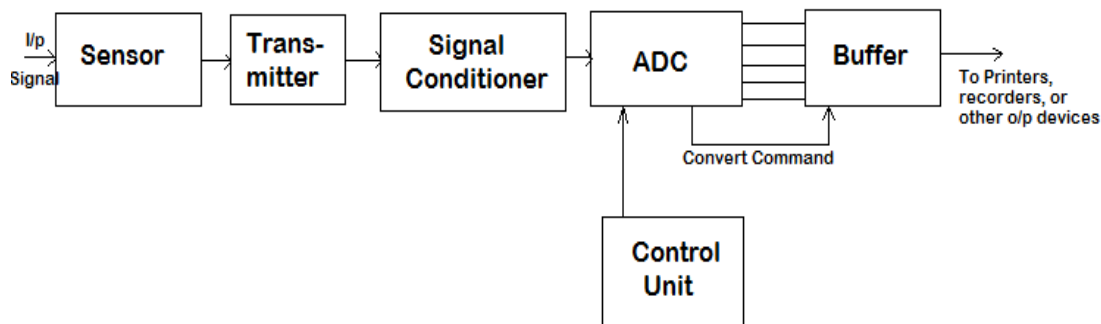 I/p
Signal
Sensor
Trans-
mitter
Signal
Conditioner
ADC
Buffer
To Printers,
recorders, or
other o/p devices
Convert Command
Control
Unit